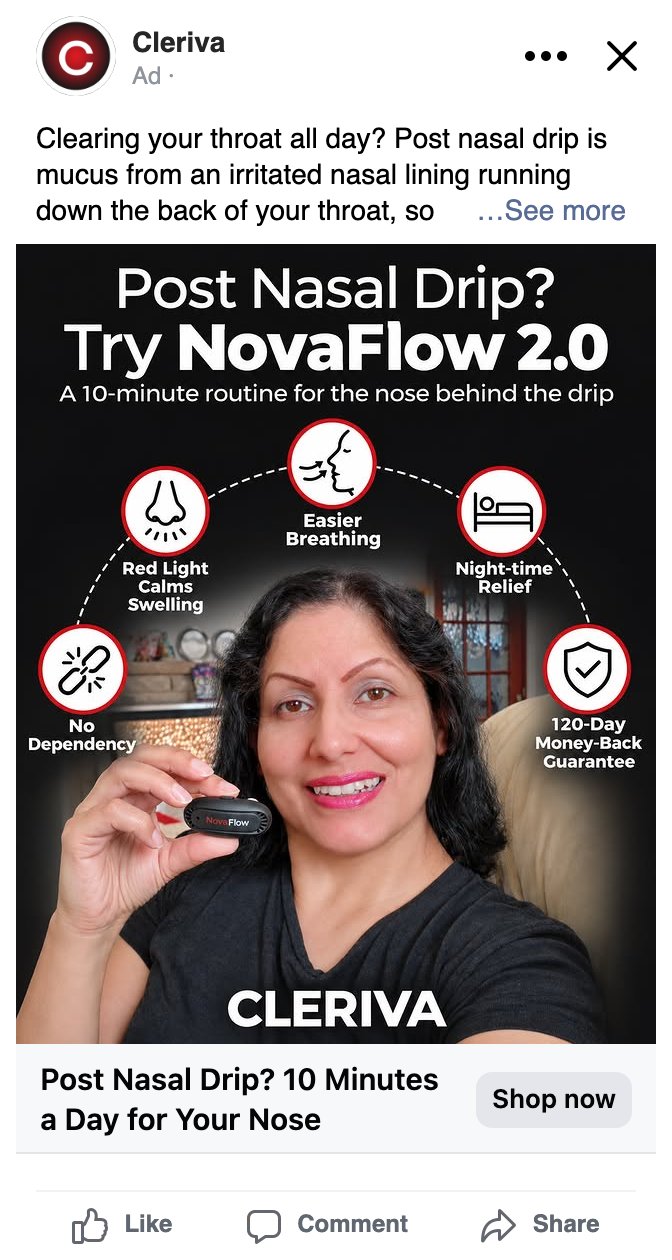 C
Cleriva
Ad ·
Clearing your throat all day? Post nasal drip is
mucus from an irritated nasal lining running
down the back of your throat, so ...See more
Post Nasal Drip?
Try NovaFlow 2.0
A 10-minute routine for the nose behind the drip
Easier
Breathing
Red Light
Calms
Swelling
Night-time
Relief
No
Dependency
120-Day
Money-Back
Guarantee
NovaFlow
CLERIVA
Post Nasal Drip? 10 Minutes
a Day for Your Nose
Shop now
Like
Comment
Share